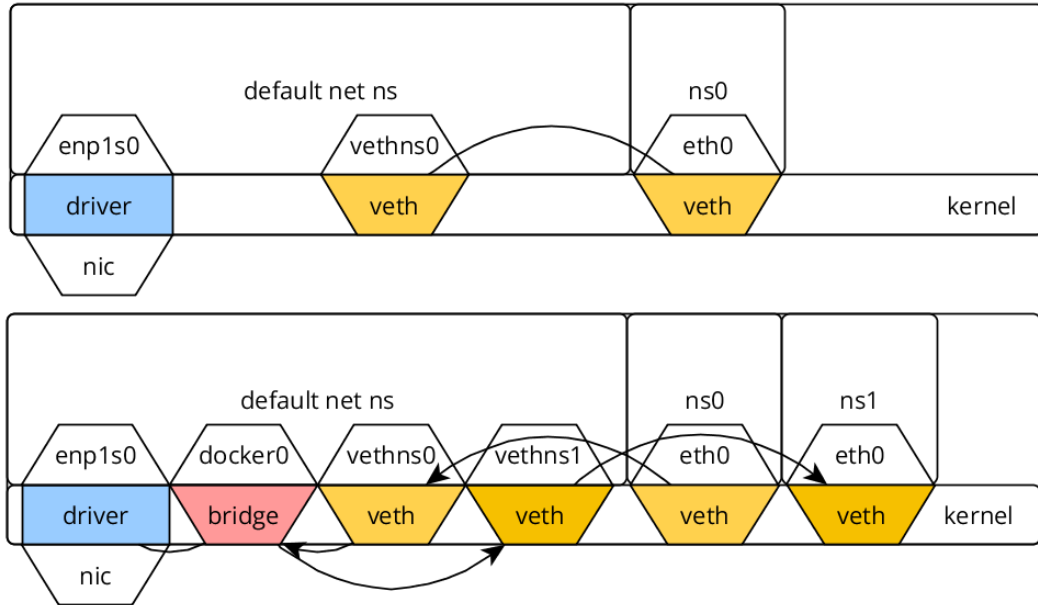 default net ns
ns0
enp1s0
vethns0
eth0
driver
veth
veth
kernel
nic
default net ns
ns0
ns1
enp1s0
docker0
vethns0
vethns1
eth0
eth0
driver
bridge
veth
veth
veth
veth
kernel
nic